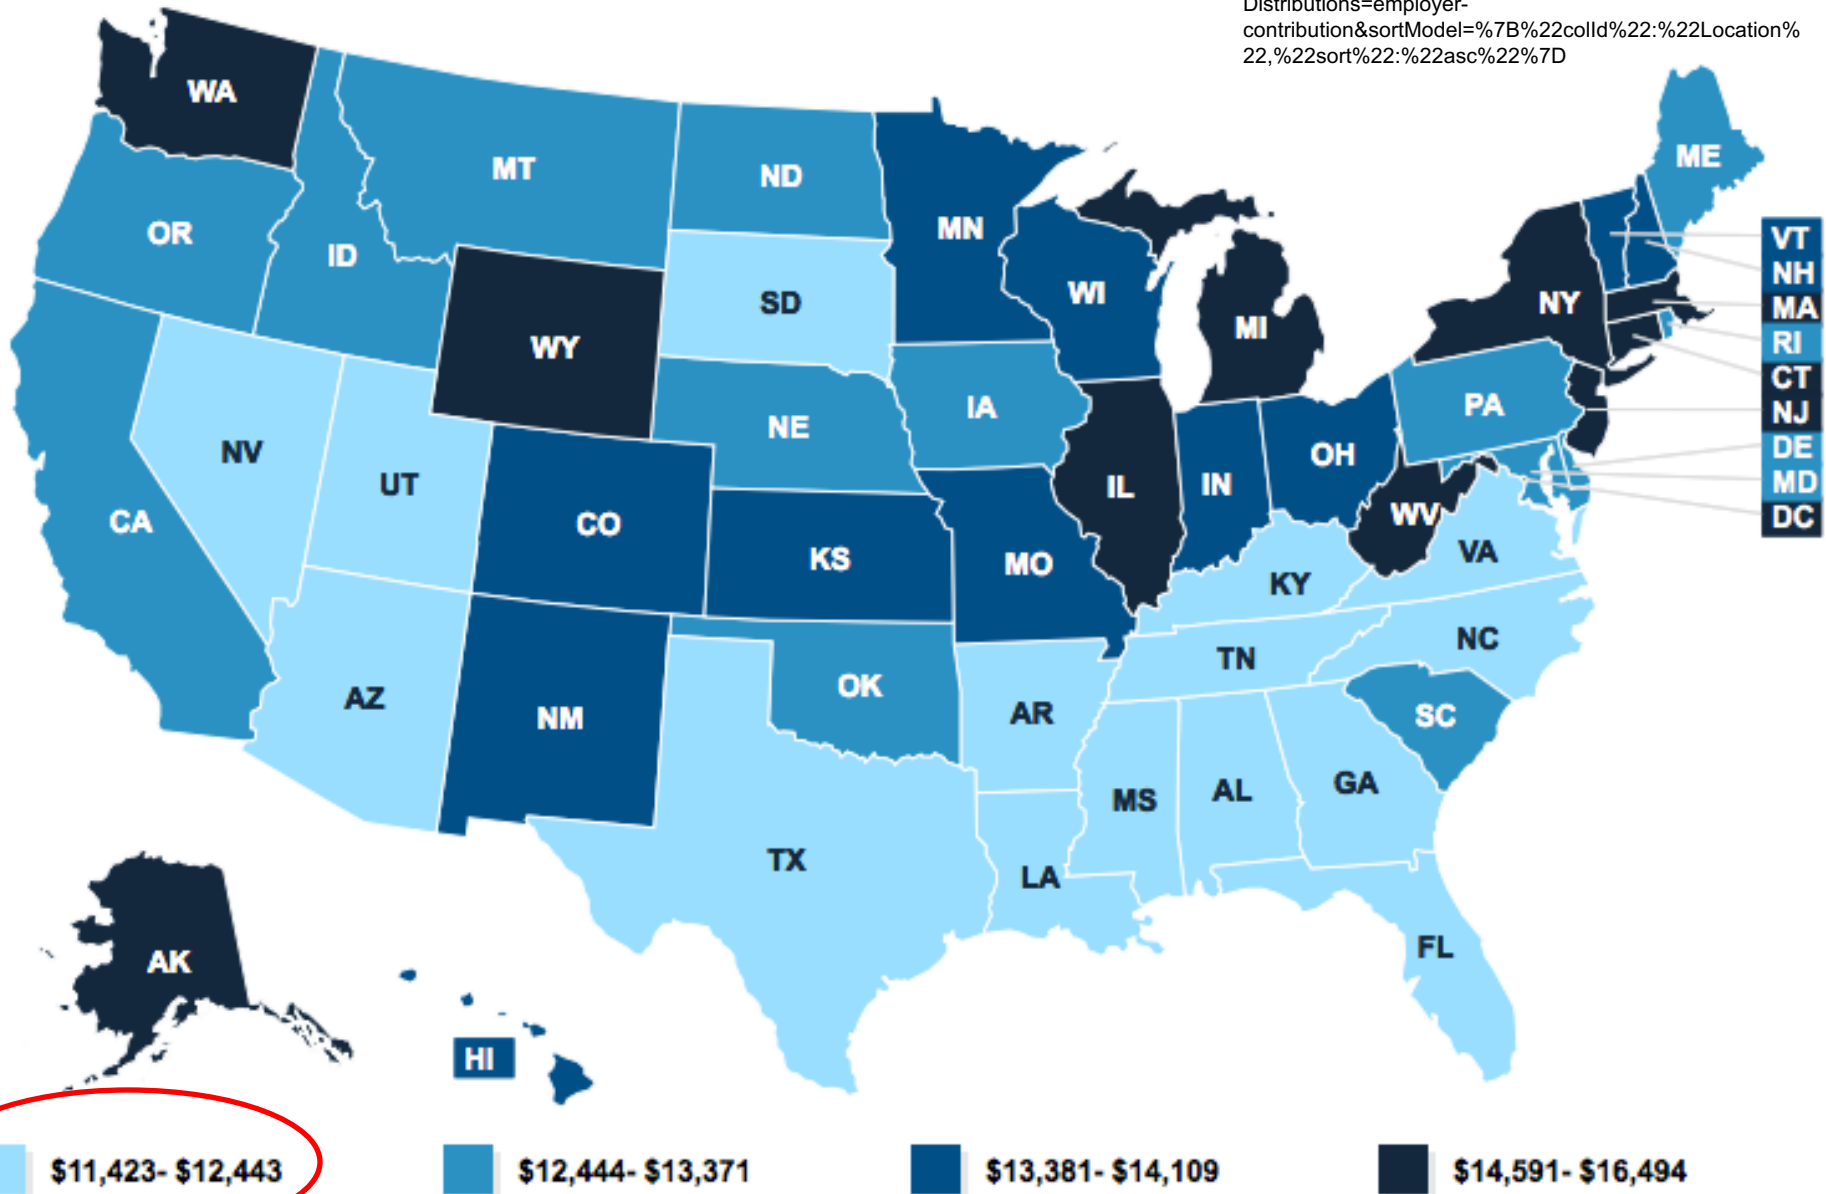 Distributions=employer-
contribution&sortModel=%7B%22colId%22:%22Location%
22,%22sort%22:%22asc%22%7D
WA
MT
ND
MN
ME
OR
ID
SD
WI
VT
NH
WY
MI
NY
MA
RI
NE
IA
PA
CT
NJ
NV
UT
OH
DE
CA
CO
IL
IN
MD
WV
DC
KS
MO
KY
VA
AZ
NM
OK
TN
NC
AR
SC
MS
AL
GA
TX
LA
FL
AK
HI
$11,423- $12,443
$12,444- $13,371
$13,381- $14,109
$14,591- $16,494